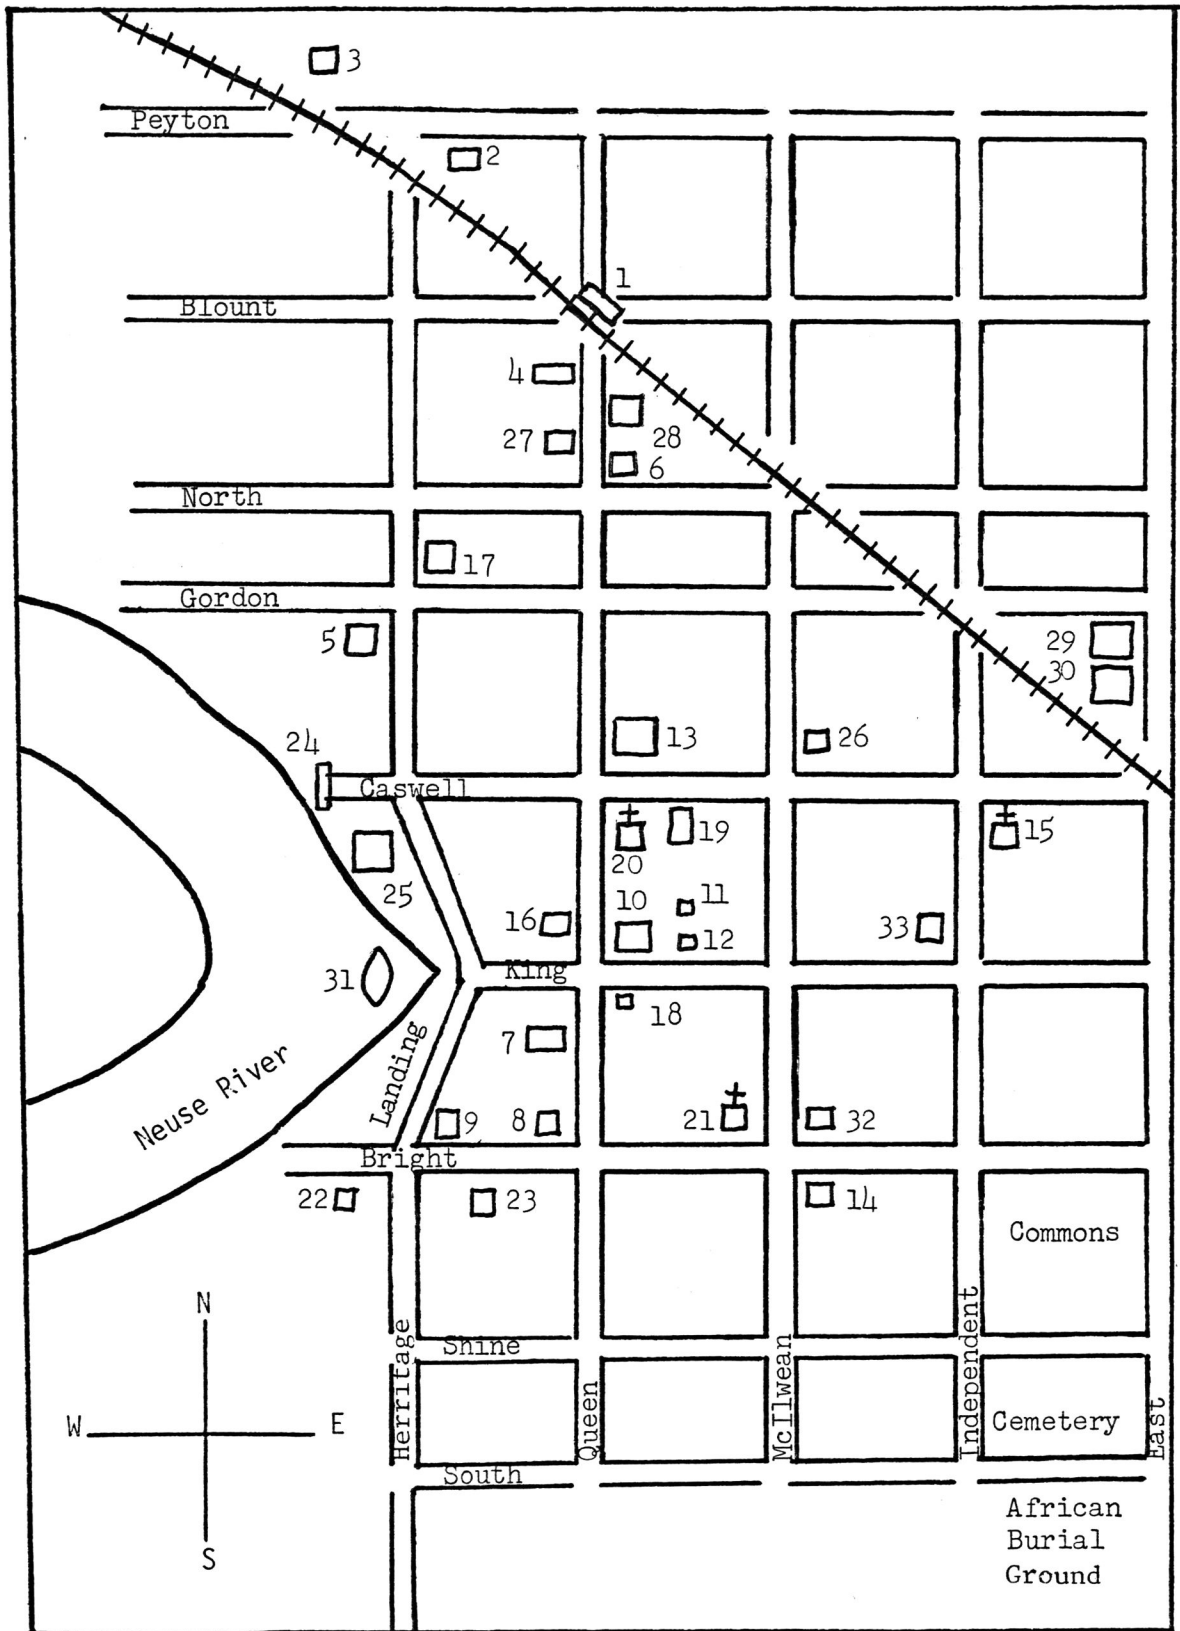 3
Peyton
2
1
Blount
4
27
28
6
North
17
Gordon
5
29
30
24
13
26
Caswell
19
15
20
25
10
11
16
12
33
King
31
18
7
Landing
Neuse River
9
8
21
32
Bright
22
23
14
Commons
N
Herritage
Shine
Queen
McIlwean
Independent
East
W
E
Cemetery
South
S
African
Burial
Ground